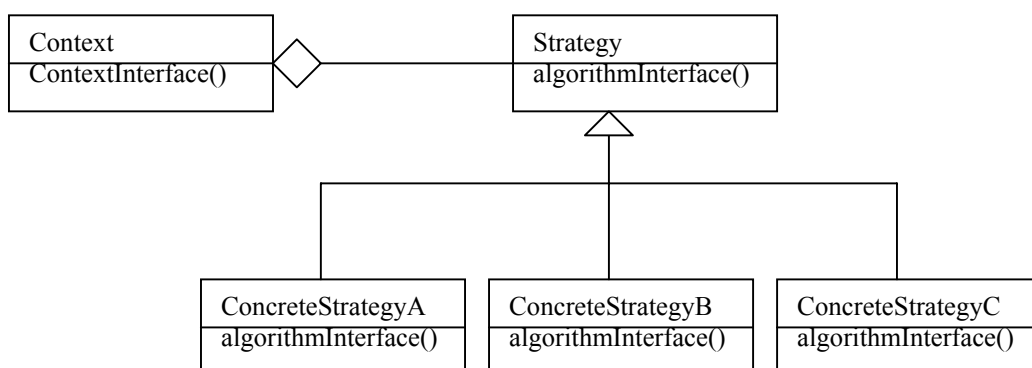 Context
ContextInterface()
Strategy
algorithmInterface()
ConcreteStrategyA
algorithmInterface()
ConcreteStrategyB
algorithmInterface()
ConcreteStrategyC
algorithmInterface()